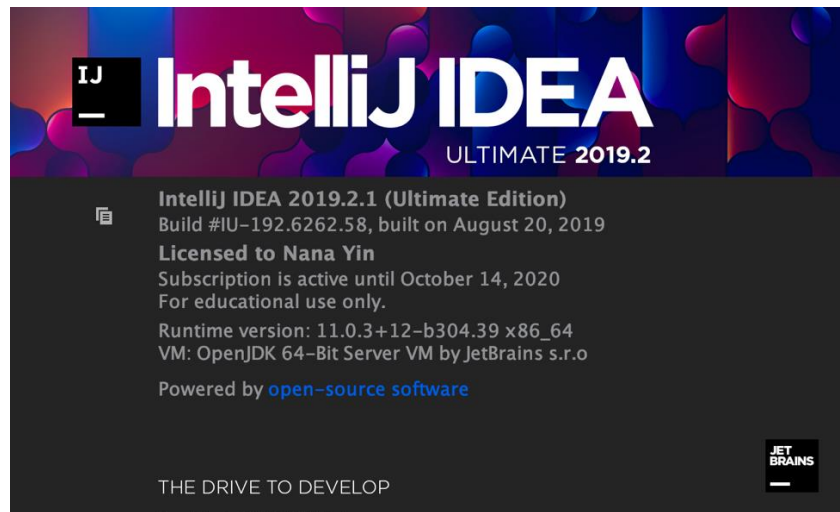 IJ
IntelliJ IDEA
ULTIMATE 2019.2
IntelliJ IDEA 2019.2.1 (Ultimate Edition)
Build #IU-192.6262.58, built on August 20, 2019
Licensed to Nana Yin
Subscription is active until October 14, 2020
For educational use only.
Runtime version: 11.0.3+12-b304.39 x86_64
VM: OpenJDK 64-Bit Server VM by JetBrains s.r.o
Powered by open-source software
JET
BRAINS
THE DRIVE TO DEVELOP